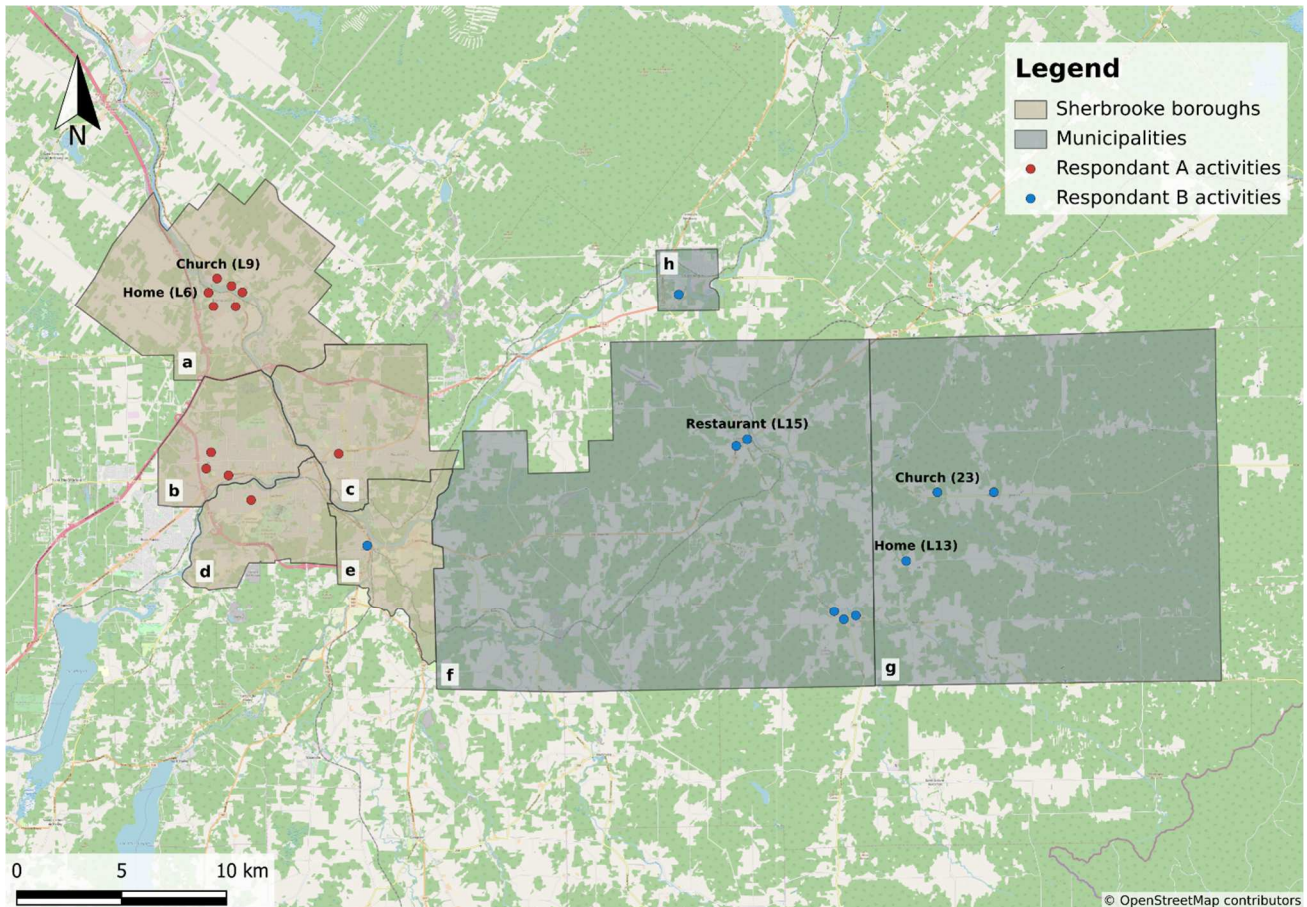 Legend
Sherbrooke boroughs
Municipalities
Respondant A activities
Respondant B activities
N
Church (L9)
Home (L6)
h
a
Restaurant (L15)
b
c
Church (23)
Home (L13)
d
e
f
g
0 5 10 km
© OpenStreetMap contributors